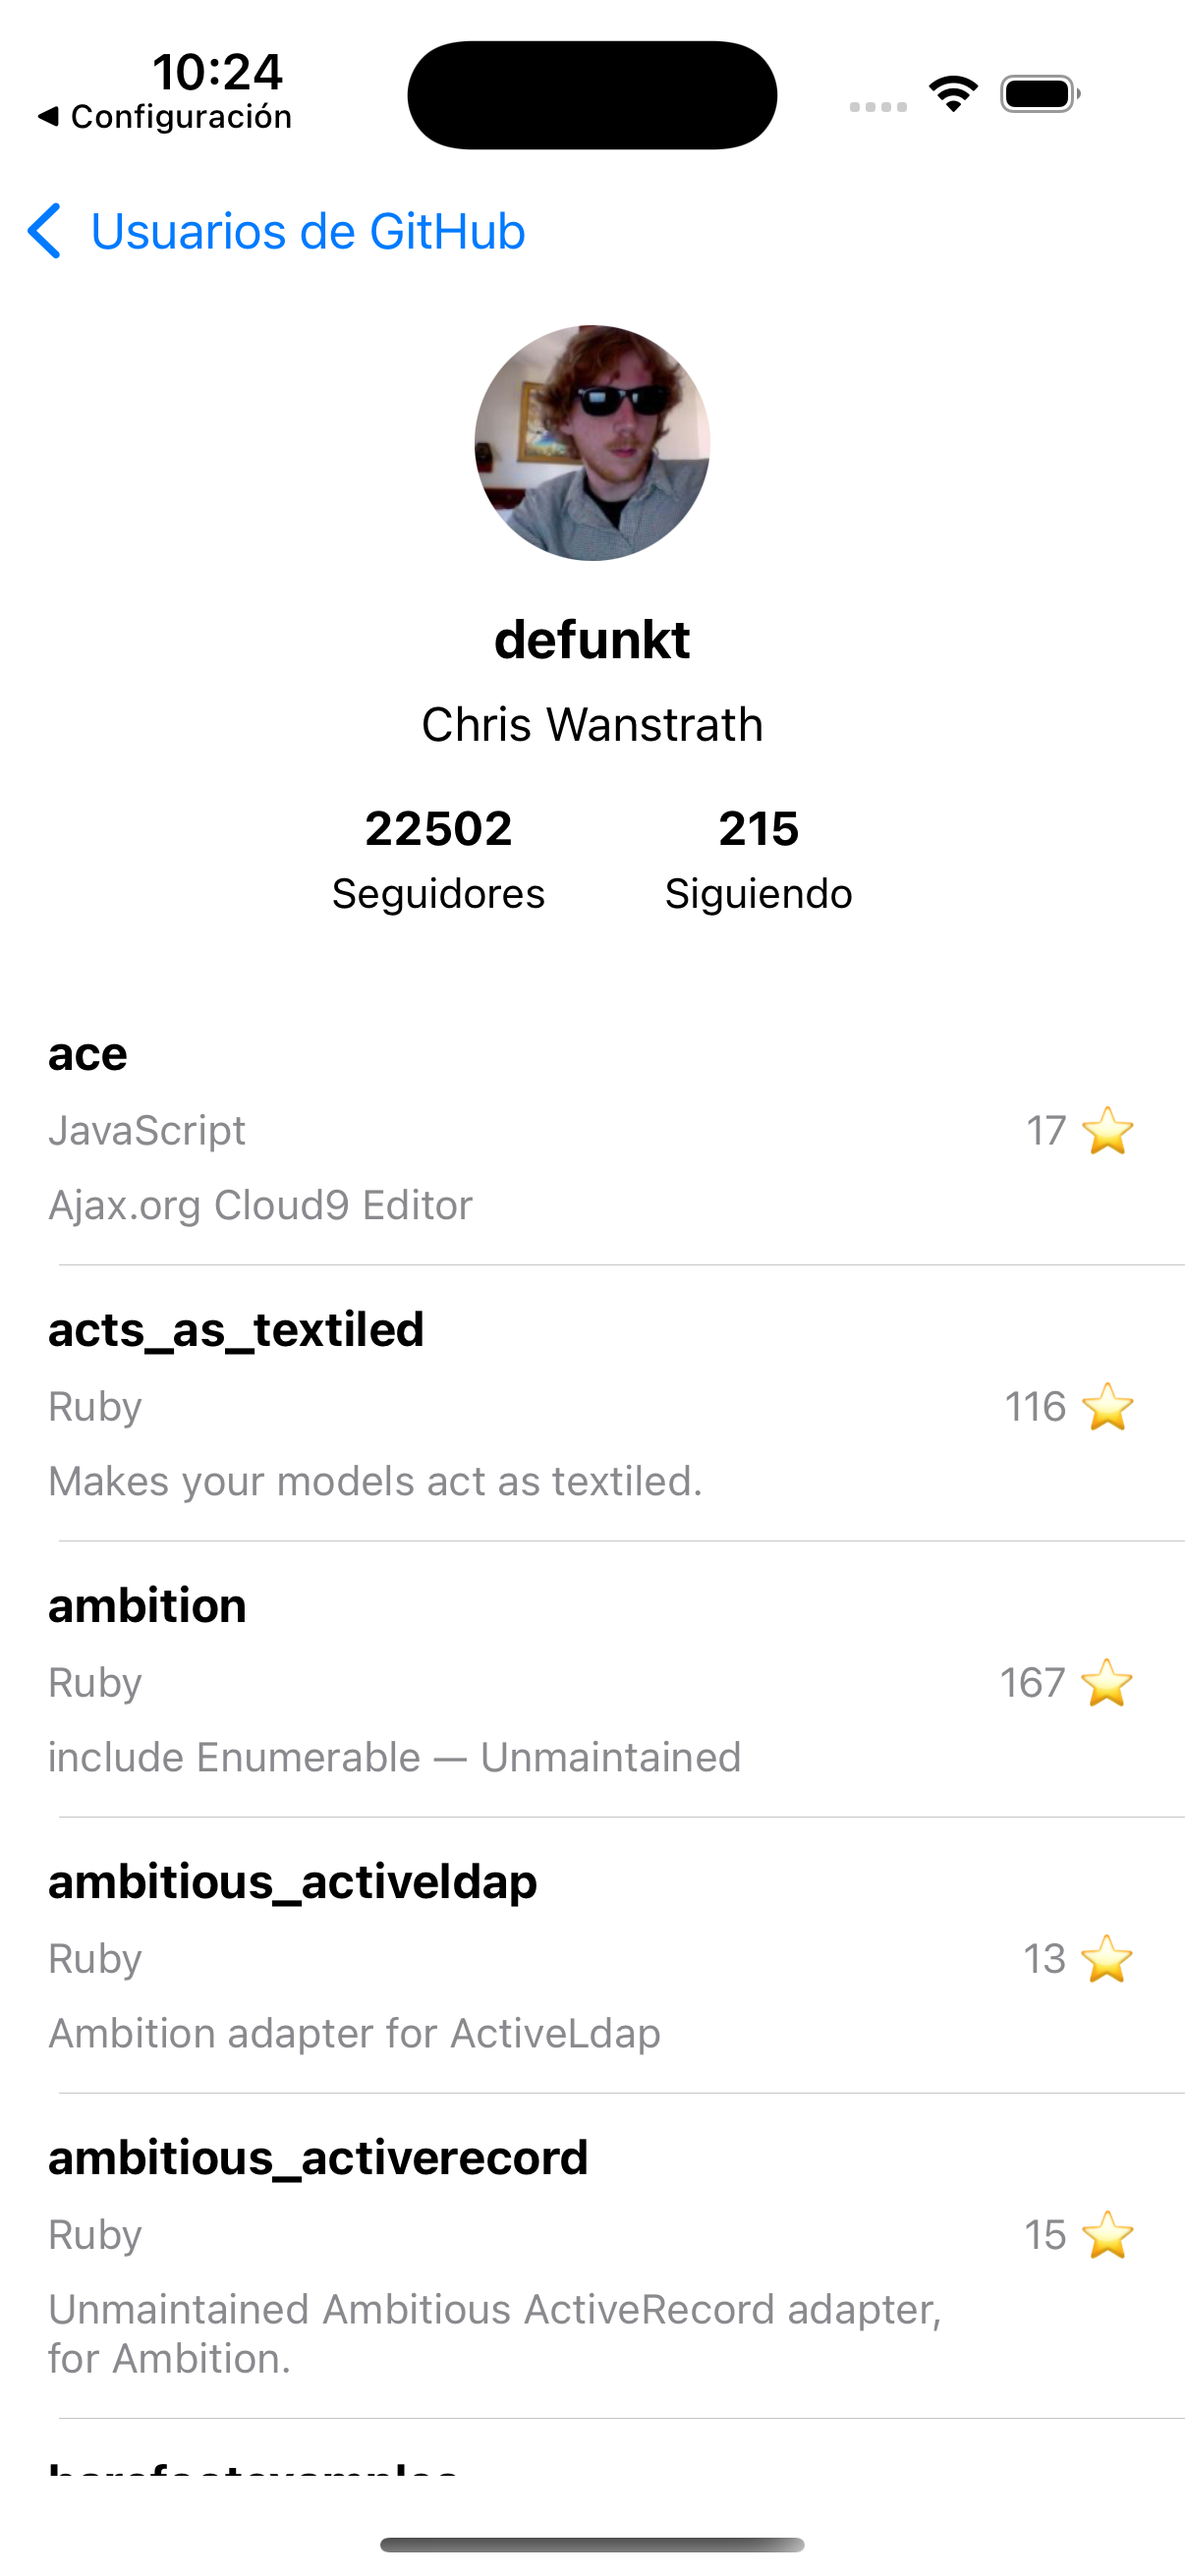 10:24
◀ Configuración
Usuarios de GitHub
defunkt
Chris Wanstrath
22502 215
Seguidores Siguiendo
ace
JavaScript 17 ⭐
Ajax.org Cloud9 Editor
acts_as_textiled
Ruby 116 ⭐
Makes your models act as textiled.
ambition
Ruby 167 ⭐
include Enumerable — Unmaintained
ambitious_activeldap
Ruby 13 ⭐
Ambition adapter for ActiveLdap
ambitious_activerecord
Ruby 15 ⭐
Unmaintained Ambitious ActiveRecord adapter,
for Ambition.